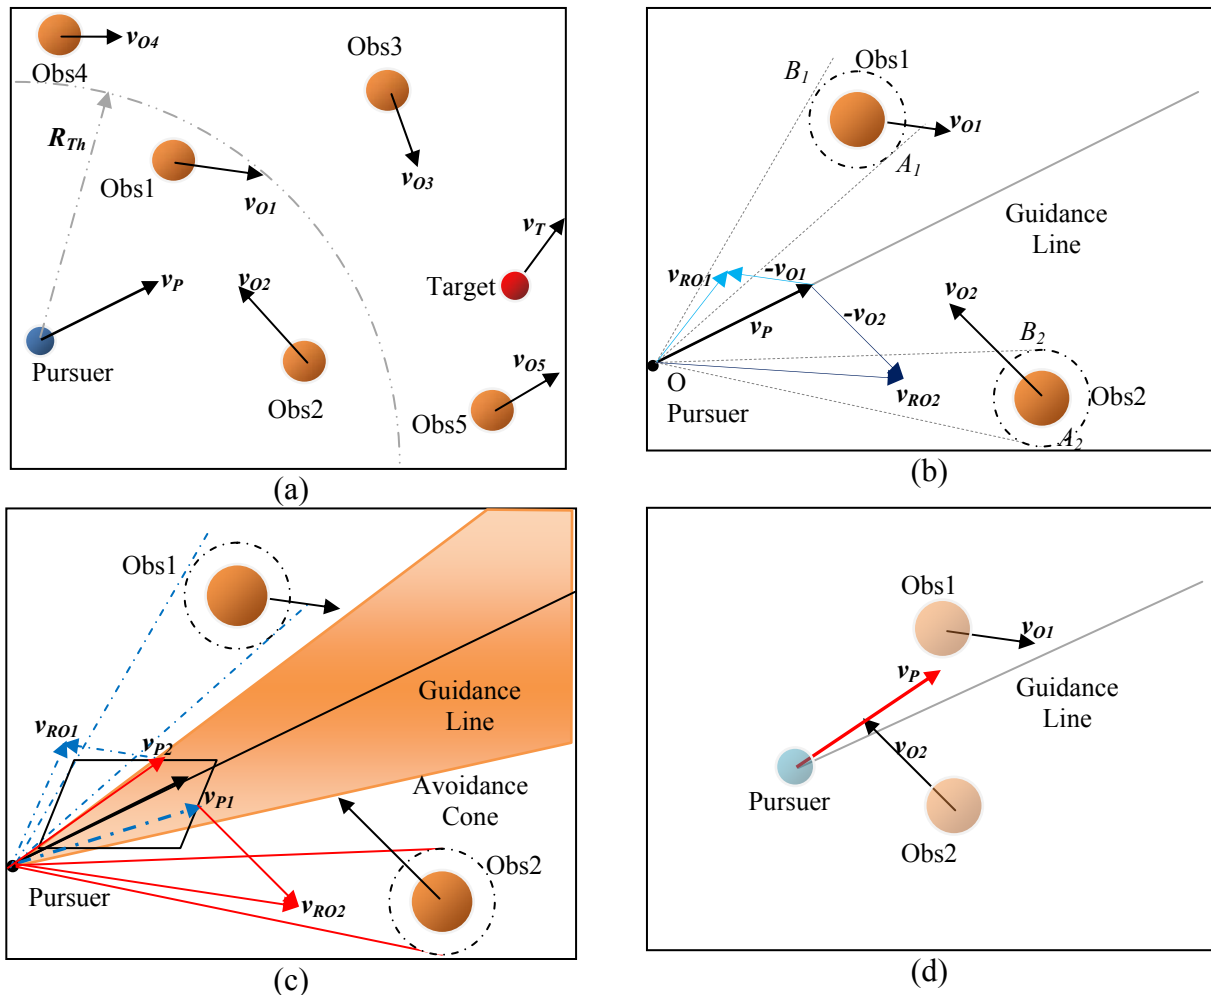 v_O4
Obs4
Obs3
R_Th
Obs1
v_O1
v_O3
v_T
v_P
v_O2
Target
Pursuer
Obs2
v_O5
Obs5
(a)
B_1
Obs1
v_O1
A_1
Guidance
Line
v_RO1
-v_O1
v_O2
v_P
-v_O2
B_2
O
Pursuer
v_RO2
Obs2
A_2
(b)
Obs1
Guidance
Line
v_RO1
v_P2
v_P1
Avoidance
Cone
Obs2
Pursuer
v_RO2
(c)
Obs1
v_O1
v_P
Guidance
Line
v_O2
Pursuer
Obs2
(d)